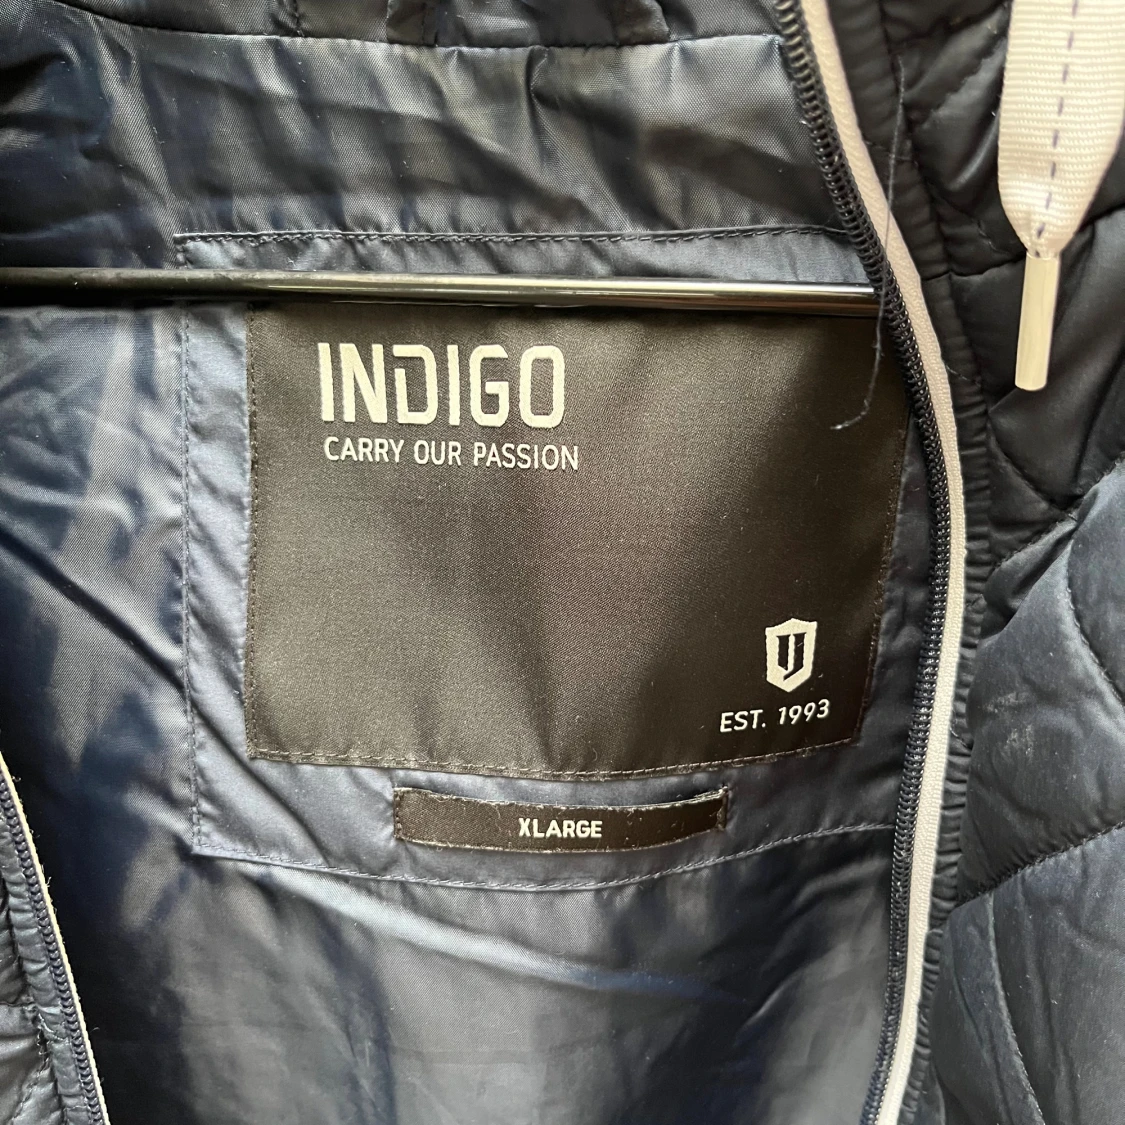 INDIGO
CARRY OUR PASSION
EST. 1993
XLARGE